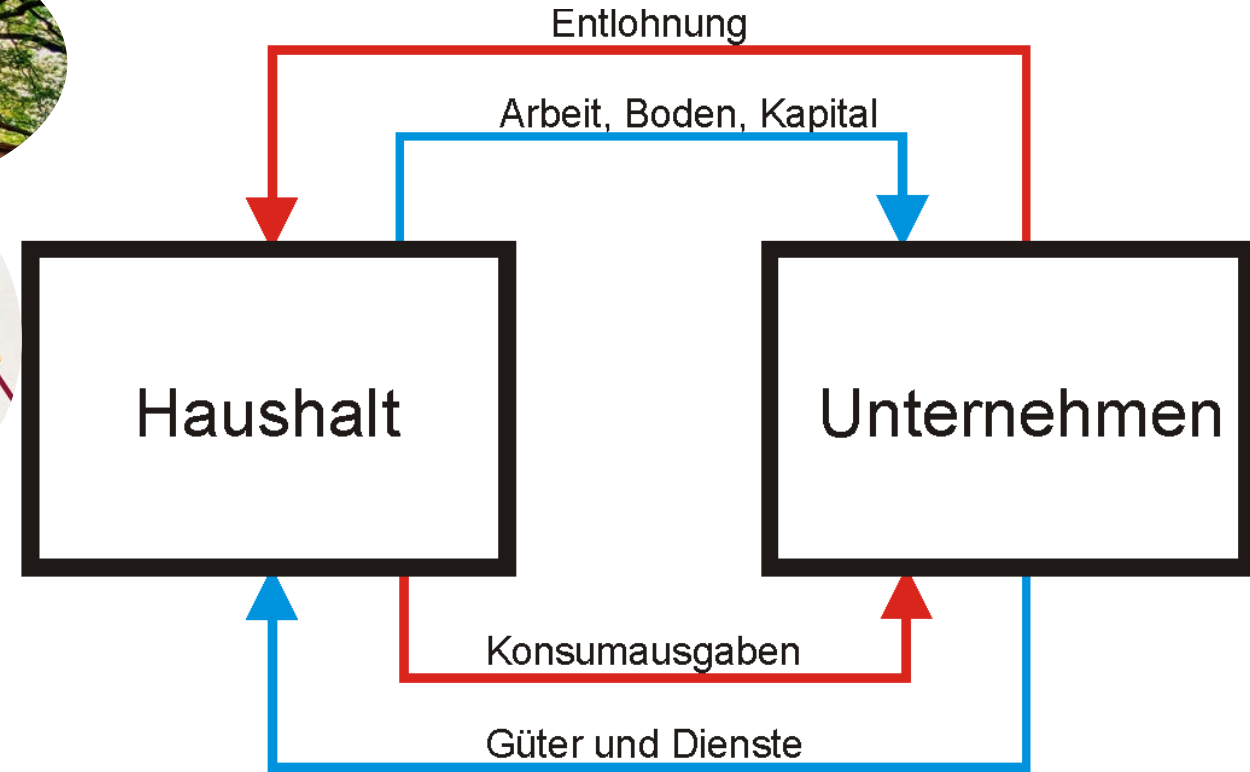 Entlohnung
Arbeit, Boden, Kapital
Haushalt
Unternehmen
Konsumausgaben
Güter und Dienste